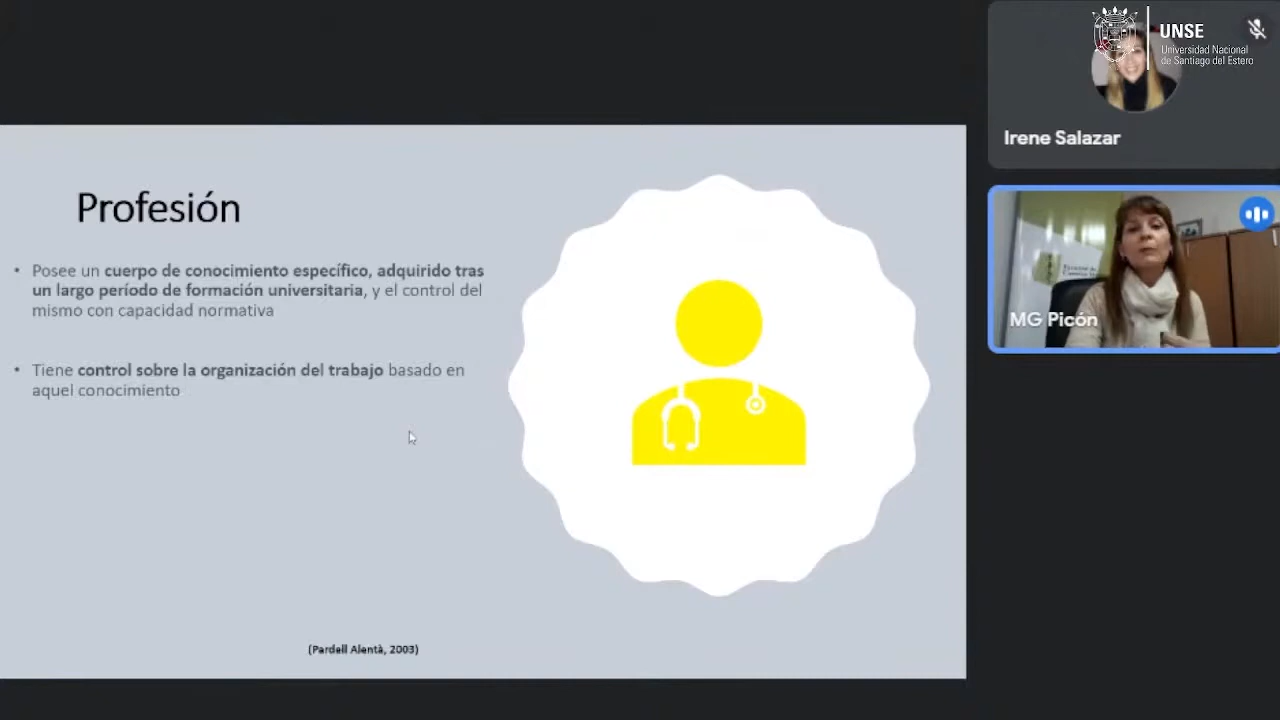 UNSE
Universidad Nacional
de Santiago del Estero
Irene Salazar
Profesión
• Posee un cuerpo de conocimiento específico, adquirido tras
un largo período de formación universitaria, y el control del
mismo con capacidad normativa
• Tiene control sobre la organización del trabajo basado en
aquel conocimiento
(Pardell Alentà, 2003)
MG Picón